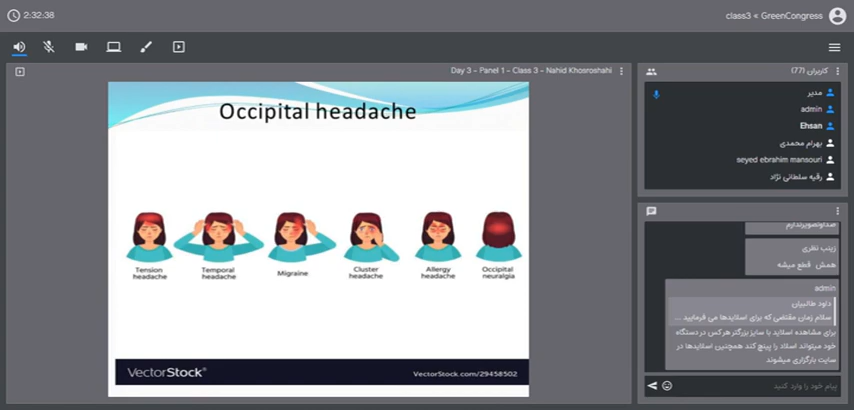 2:32:38
class3 < GreenCongress
Day 3 - Panel 1 - Class 3 - Nahid Khosroshahi
Occipital headache
Tension headache
Temporal headache
Migraine
Cluster headache
Allergy headache
Occipital neuralgia
VectorStock®
VectorStock.com/29458502
کاربران (77)
مدیر
admin
Ehsan
بهرام محمدی
seyed ebrahim mansouri
رقیه سلطانی نژاد
صداوتصویرندارم
زینب نظری
همش قطع میشه
admin
داود طالبیان
سلام زمان مقتضی که برای اسلایدها می فرمایید ...
برای مشاهده اسلاید با سایز بزرگتر هرکس در دستگاه
خود میتواند اسلاد را پینچ کند همچنین اسلایدها در
سایت بارگزاری میشوند
پیام خود را وارد کنید